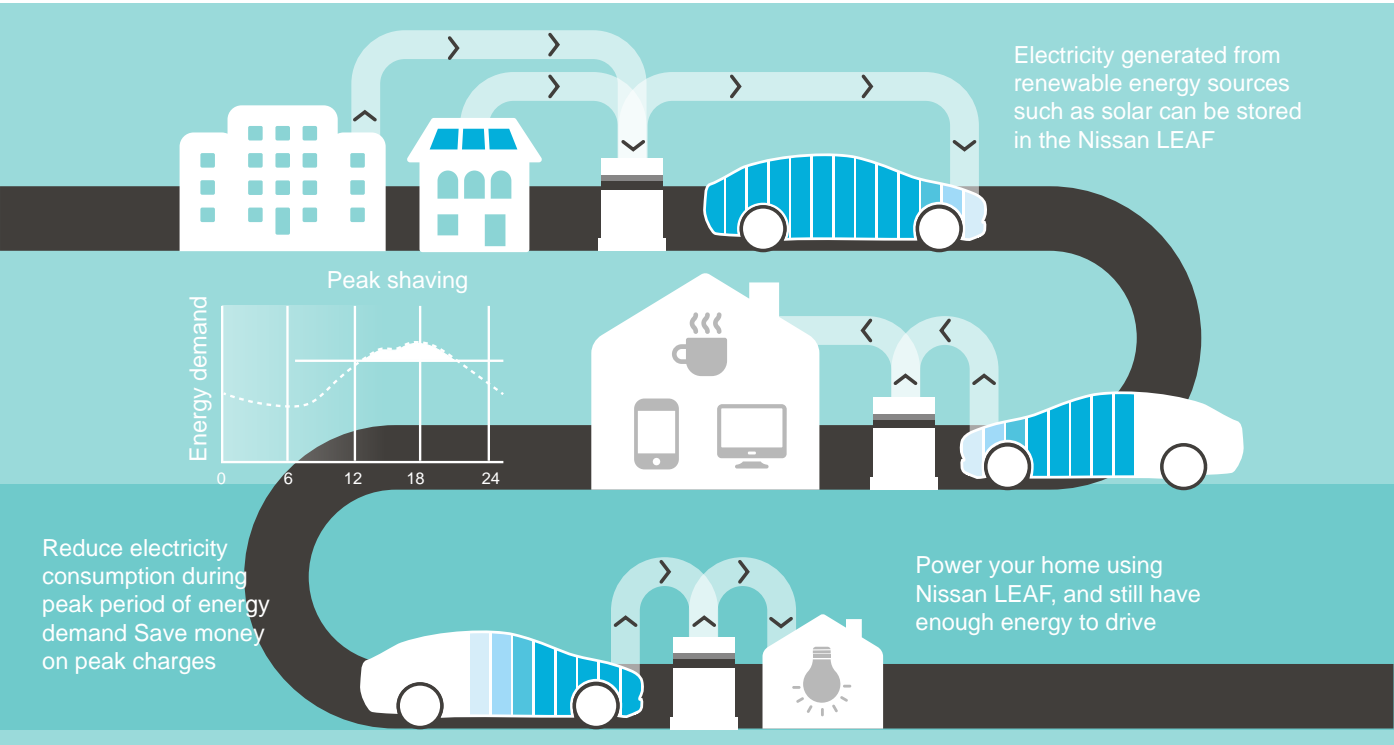 Electricity generated from
renewable energy sources
such as solar can be stored
in the Nissan LEAF
Peak shaving
Energy demand
0 6 12 18 24
Reduce electricity
consumption during
peak period of energy
demand Save money
on peak charges
Power your home using
Nissan LEAF, and still have
enough energy to drive